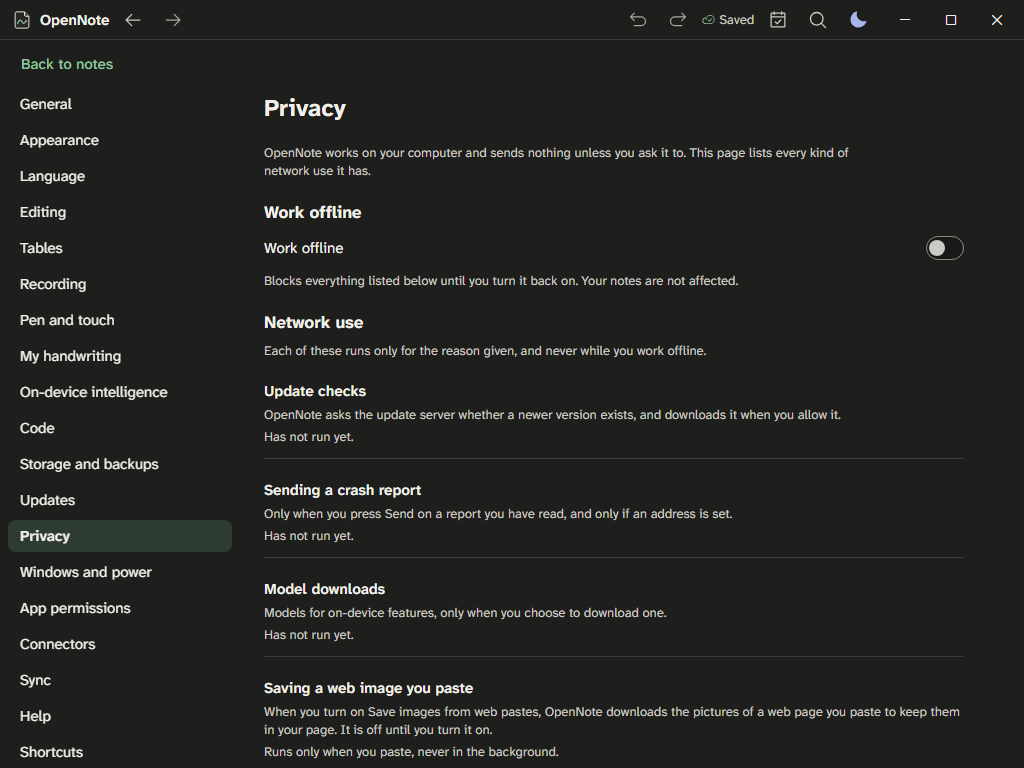 OpenNote
Saved
Back to notes
General
Appearance
Language
Editing
Tables
Recording
Pen and touch
My handwriting
On-device intelligence
Code
Storage and backups
Updates
Privacy
Windows and power
App permissions
Connectors
Sync
Help
Shortcuts
Privacy
OpenNote works on your computer and sends nothing unless you ask it to. This page lists every kind of
network use it has.
Work offline
Work offline
Blocks everything listed below until you turn it back on. Your notes are not affected.
Network use
Each of these runs only for the reason given, and never while you work offline.
Update checks
OpenNote asks the update server whether a newer version exists, and downloads it when you allow it.
Has not run yet.
Sending a crash report
Only when you press Send on a report you have read, and only if an address is set.
Has not run yet.
Model downloads
Models for on-device features, only when you choose to download one.
Has not run yet.
Saving a web image you paste
When you turn on Save images from web pastes, OpenNote downloads the pictures of a web page you paste to keep them
in your page. It is off until you turn it on.
Runs only when you paste, never in the background.